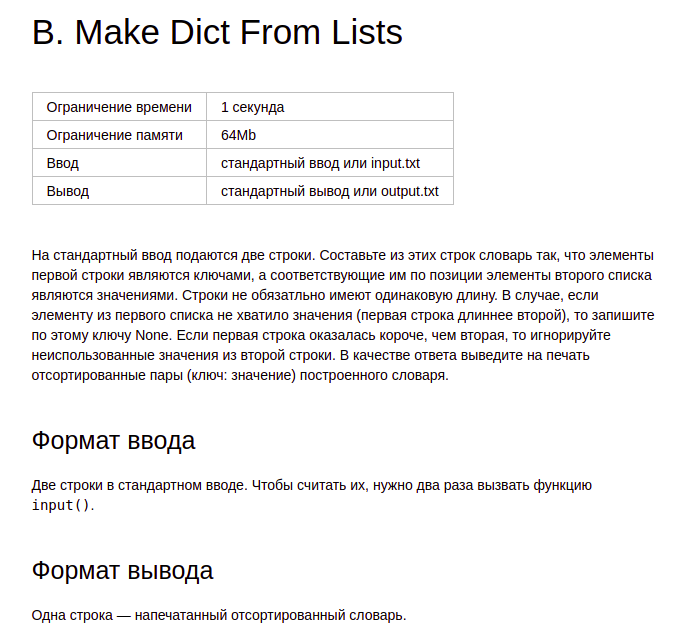 B. Make Dict From Lists
Ограничение времени 1 секунда
Ограничение памяти 64Mb
Ввод стандартный ввод или input.txt
Вывод стандартный вывод или output.txt
На стандартный ввод подаются две строки. Составьте из этих строк словарь так, что элементы
первой строки являются ключами, а соответствующие им по позиции элементы второго списка
являются значениями. Строки не обязатльно имеют одинаковую длину. В случае, если
элементу из первого списка не хватило значения (первая строка длиннее второй), то запишите
по этому ключу None. Если первая строка оказалась короче, чем вторая, то игнорируйте
неиспользованные значения из второй строки. В качестве ответа выведите на печать
отсортированные пары (ключ: значение) построенного словаря.
Формат ввода
Две строки в стандартном вводе. Чтобы считать их, нужно два раза вызвать функцию
input().
Формат вывода
Одна строка — напечатанный отсортированный словарь.